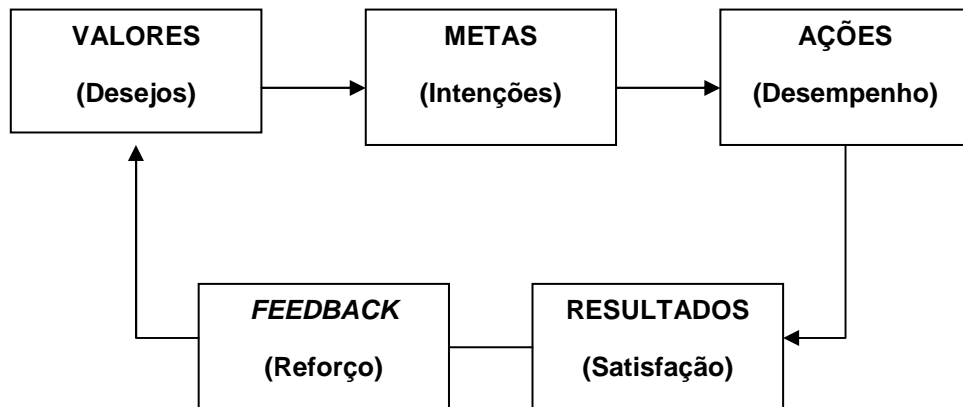 VALORES
(Desejos)
METAS
(Intenções)
AÇÕES
(Desempenho)
FEEDBACK
(Reforço)
RESULTADOS
(Satisfação)